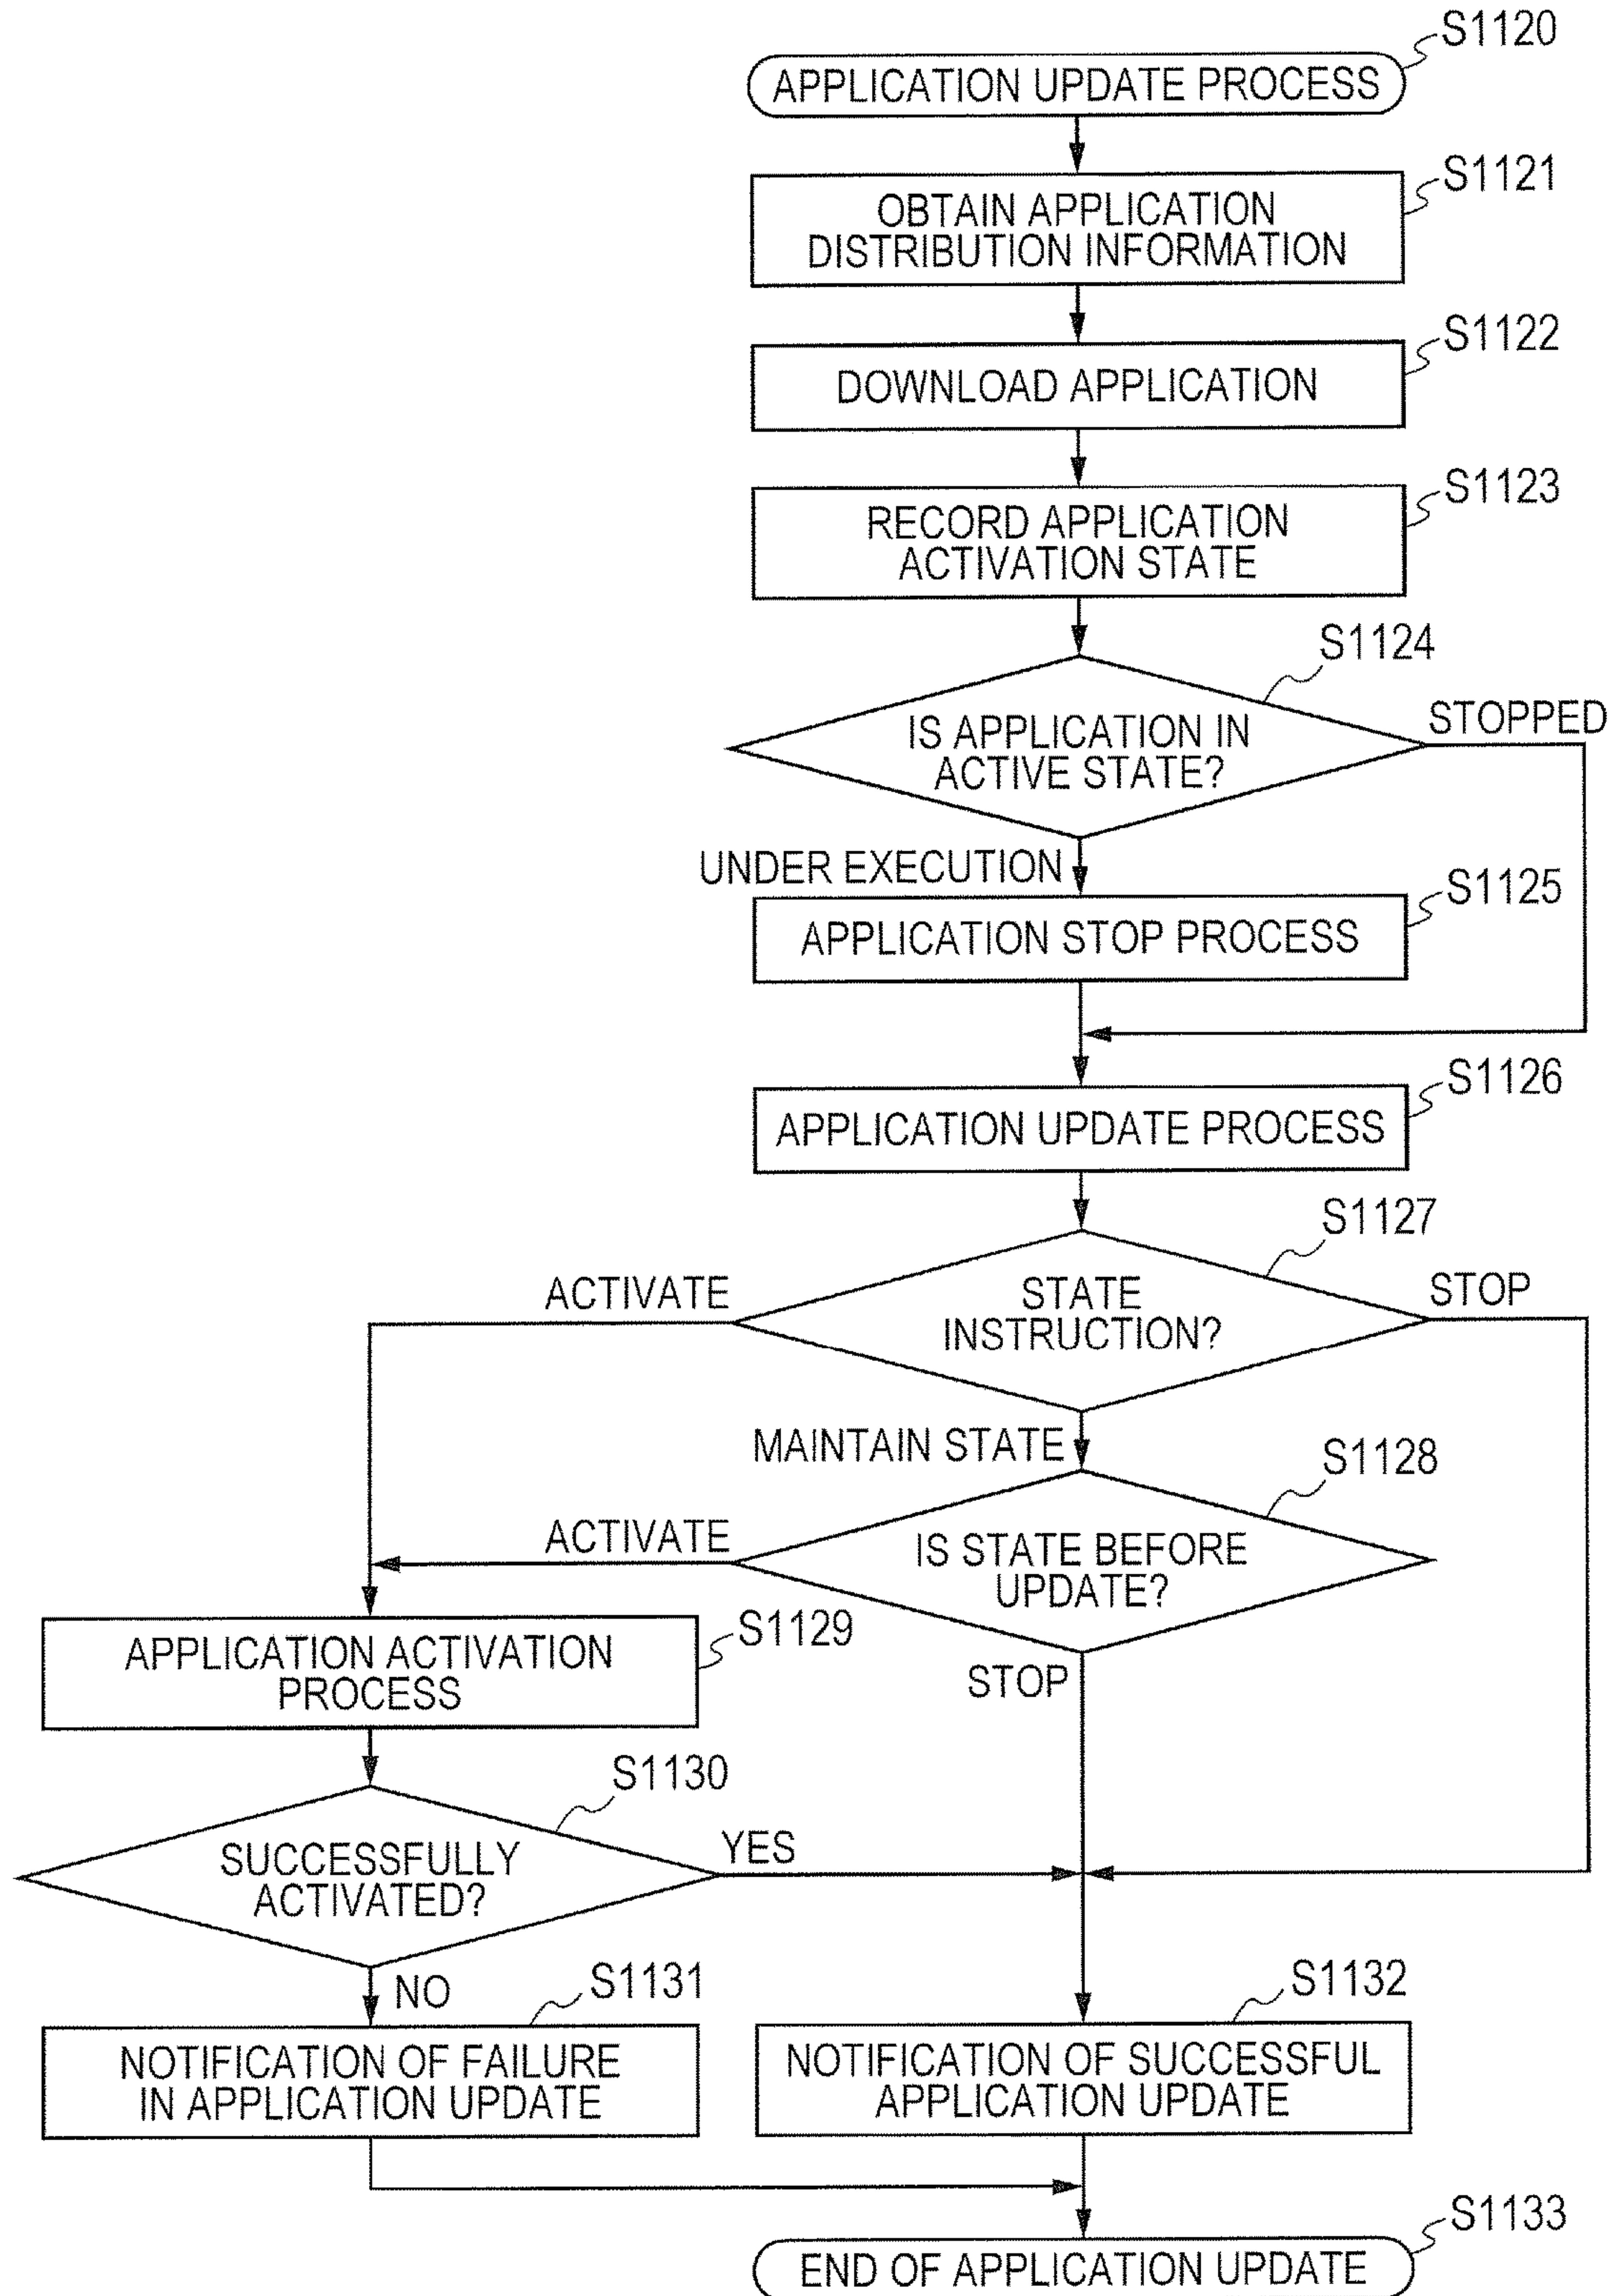 S1120
APPLICATION UPDATE PROCESS
S1121
OBTAIN APPLICATION
DISTRIBUTION INFORMATION
S1122
DOWNLOAD APPLICATION
S1123
RECORD APPLICATION
ACTIVATION STATE
S1124
IS APPLICATION IN
ACTIVE STATE?
STOPPED
UNDER EXECUTION
S1125
APPLICATION STOP PROCESS
S1126
APPLICATION UPDATE PROCESS
S1127
STATE
INSTRUCTION?
ACTIVATE
STOP
MAINTAIN STATE
S1128
IS STATE BEFORE
UPDATE?
ACTIVATE
STOP
S1129
APPLICATION ACTIVATION
PROCESS
S1130
SUCCESSFULLY
ACTIVATED?
YES
NO
S1131
NOTIFICATION OF FAILURE
IN APPLICATION UPDATE
S1132
NOTIFICATION OF SUCCESSFUL
APPLICATION UPDATE
S1133
END OF APPLICATION UPDATE